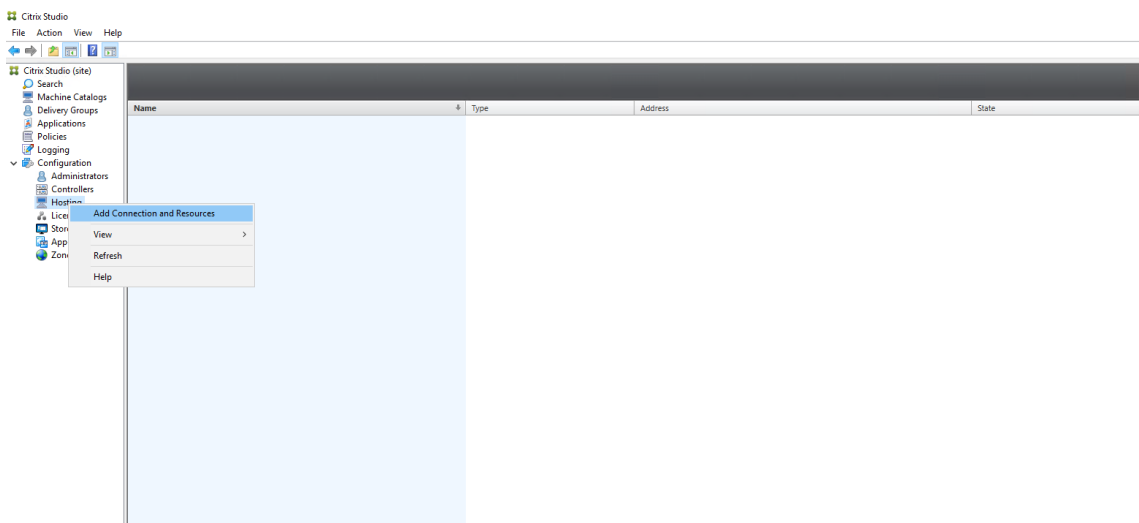 Citrix Studio
File Action View Help
Citrix Studio (site)
Search
Machine Catalogs
Delivery Groups
Applications
Policies
Logging
Configuration
Administrators
Controllers
Hosting
Add Connection and Resources
View
Refresh
Help
Name Type Address State